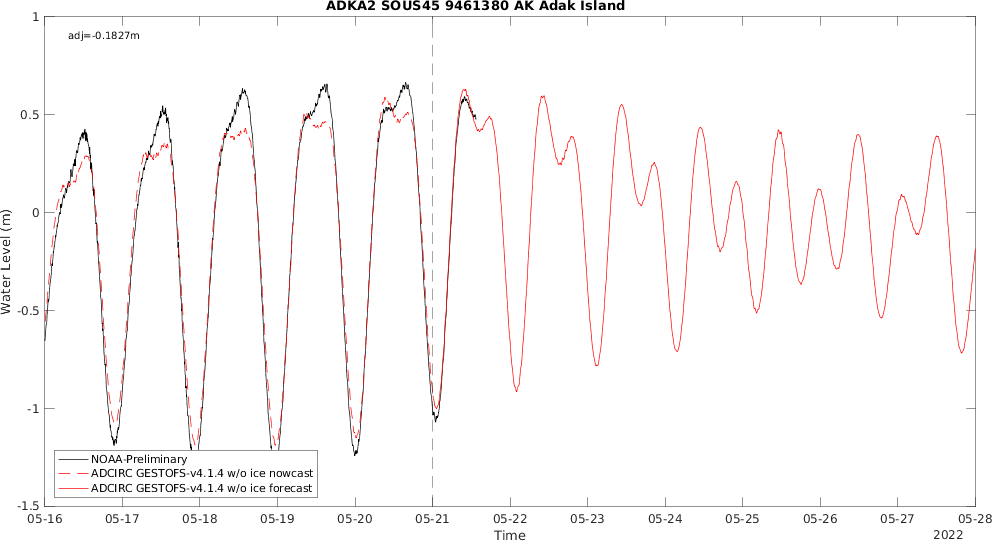 ADKA2 SOUS45 9461380 AK Adak Island
adj=-0.1827m
1
0.5
0
-0.5
-1
-1.5
Water Level (m)
NOAA-Preliminary
ADCIRC GESTOFS-v4.1.4 w/o ice nowcast
ADCIRC GESTOFS-v4.1.4 w/o ice forecast
05-16 05-17 05-18 05-19 05-20 05-21 05-22 05-23 05-24 05-25 05-26 05-27 05-28
Time
2022